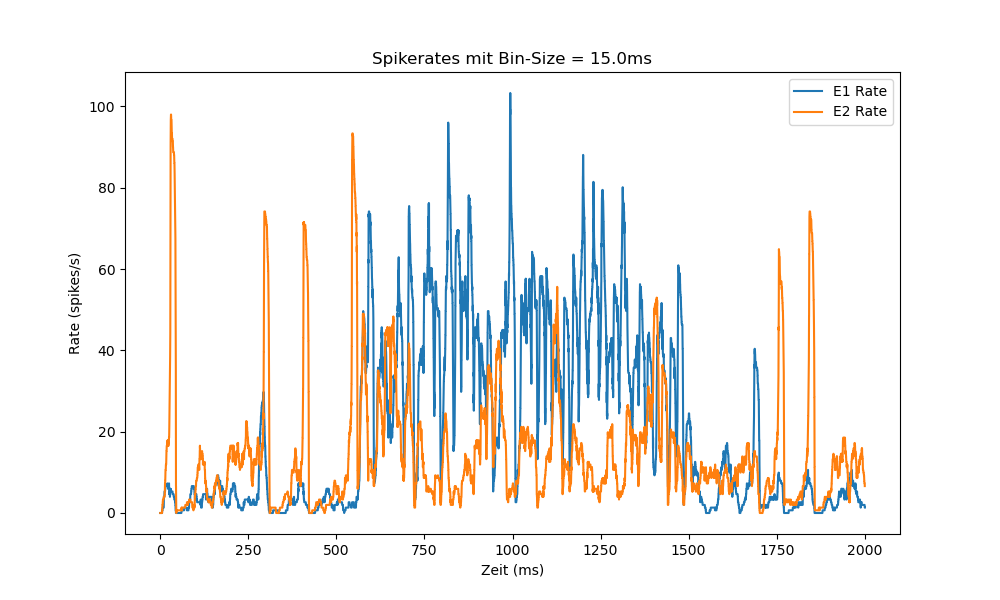 Spikerates mit Bin-Size = 15.0ms
E1 Rate
E2 Rate
Rate (spikes/s)
100
80
60
40
20
0
0 250 500 750 1000 1250 1500 1750 2000
Zeit (ms)